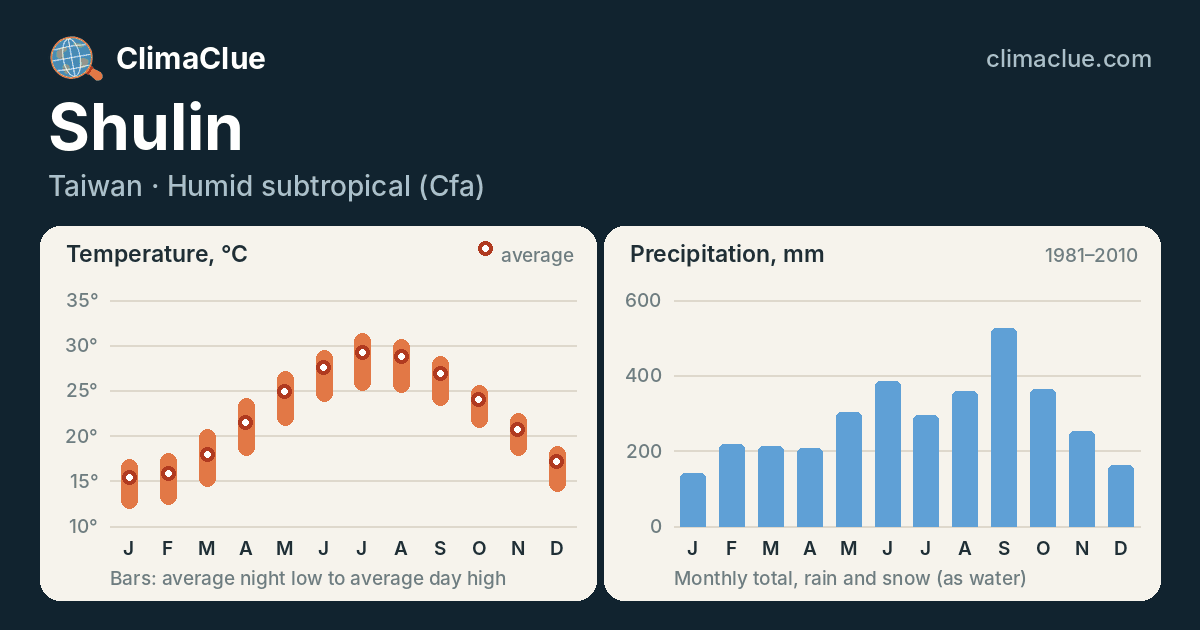 ClimaClue
climaclue.com
Shulin
Taiwan · Humid subtropical (Cfa)
Temperature, °C
average
35°
30°
25°
20°
15°
10°
J F M A M J J A S O N D
Bars: average night low to average day high
Precipitation, mm
1981–2010
600
400
200
0
J F M A M J J A S O N D
Monthly total, rain and snow (as water)